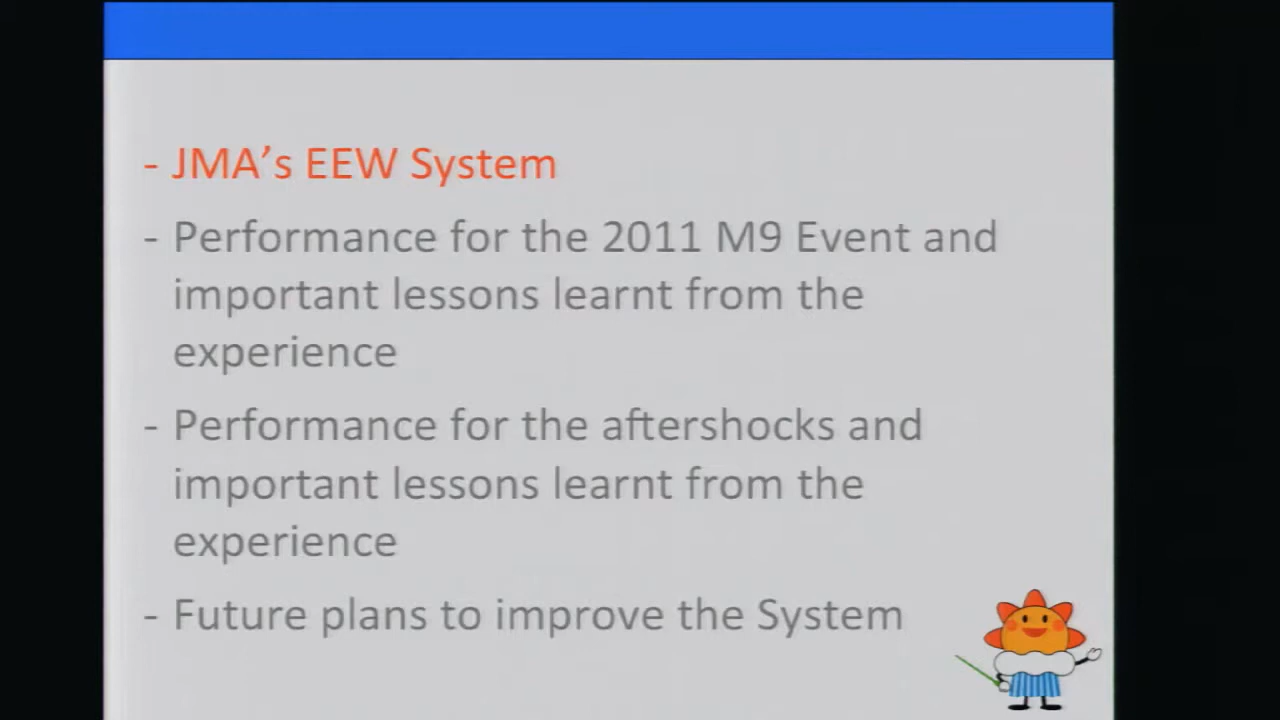 - JMA’s EEW System
- Performance for the 2011 M9 Event and
important lessons learnt from the
experience
- Performance for the aftershocks and
important lessons learnt from the
experience
- Future plans to improve the System